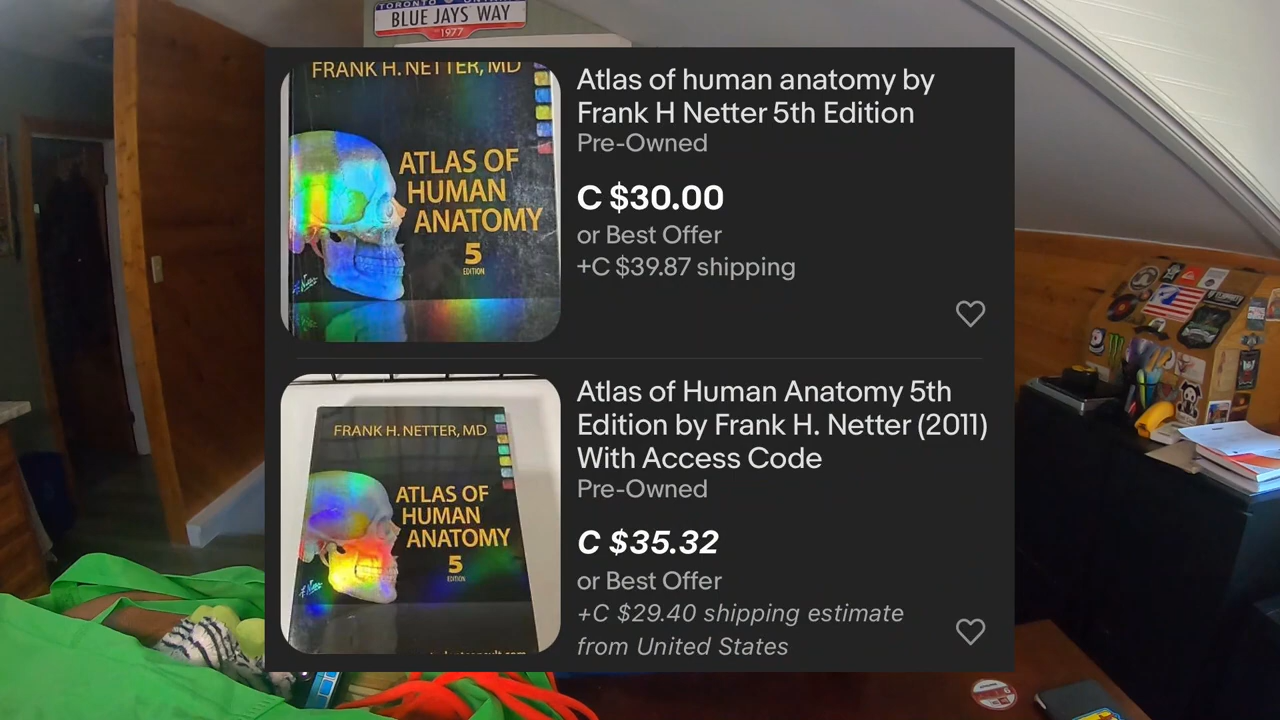 TORONTO
BLUE JAYS WAY
1977
FRANK H. NETTER, MD
ATLAS OF
HUMAN
ANATOMY
5
EDITION
Atlas of human anatomy by
Frank H Netter 5th Edition
Pre-Owned
C $30.00
or Best Offer
+C $39.87 shipping
FRANK H. NETTER, MD
ATLAS OF
HUMAN
ANATOMY
5
EDITION
Atlas of Human Anatomy 5th
Edition by Frank H. Netter (2011)
With Access Code
Pre-Owned
C $35.32
or Best Offer
+C $29.40 shipping estimate
from United States